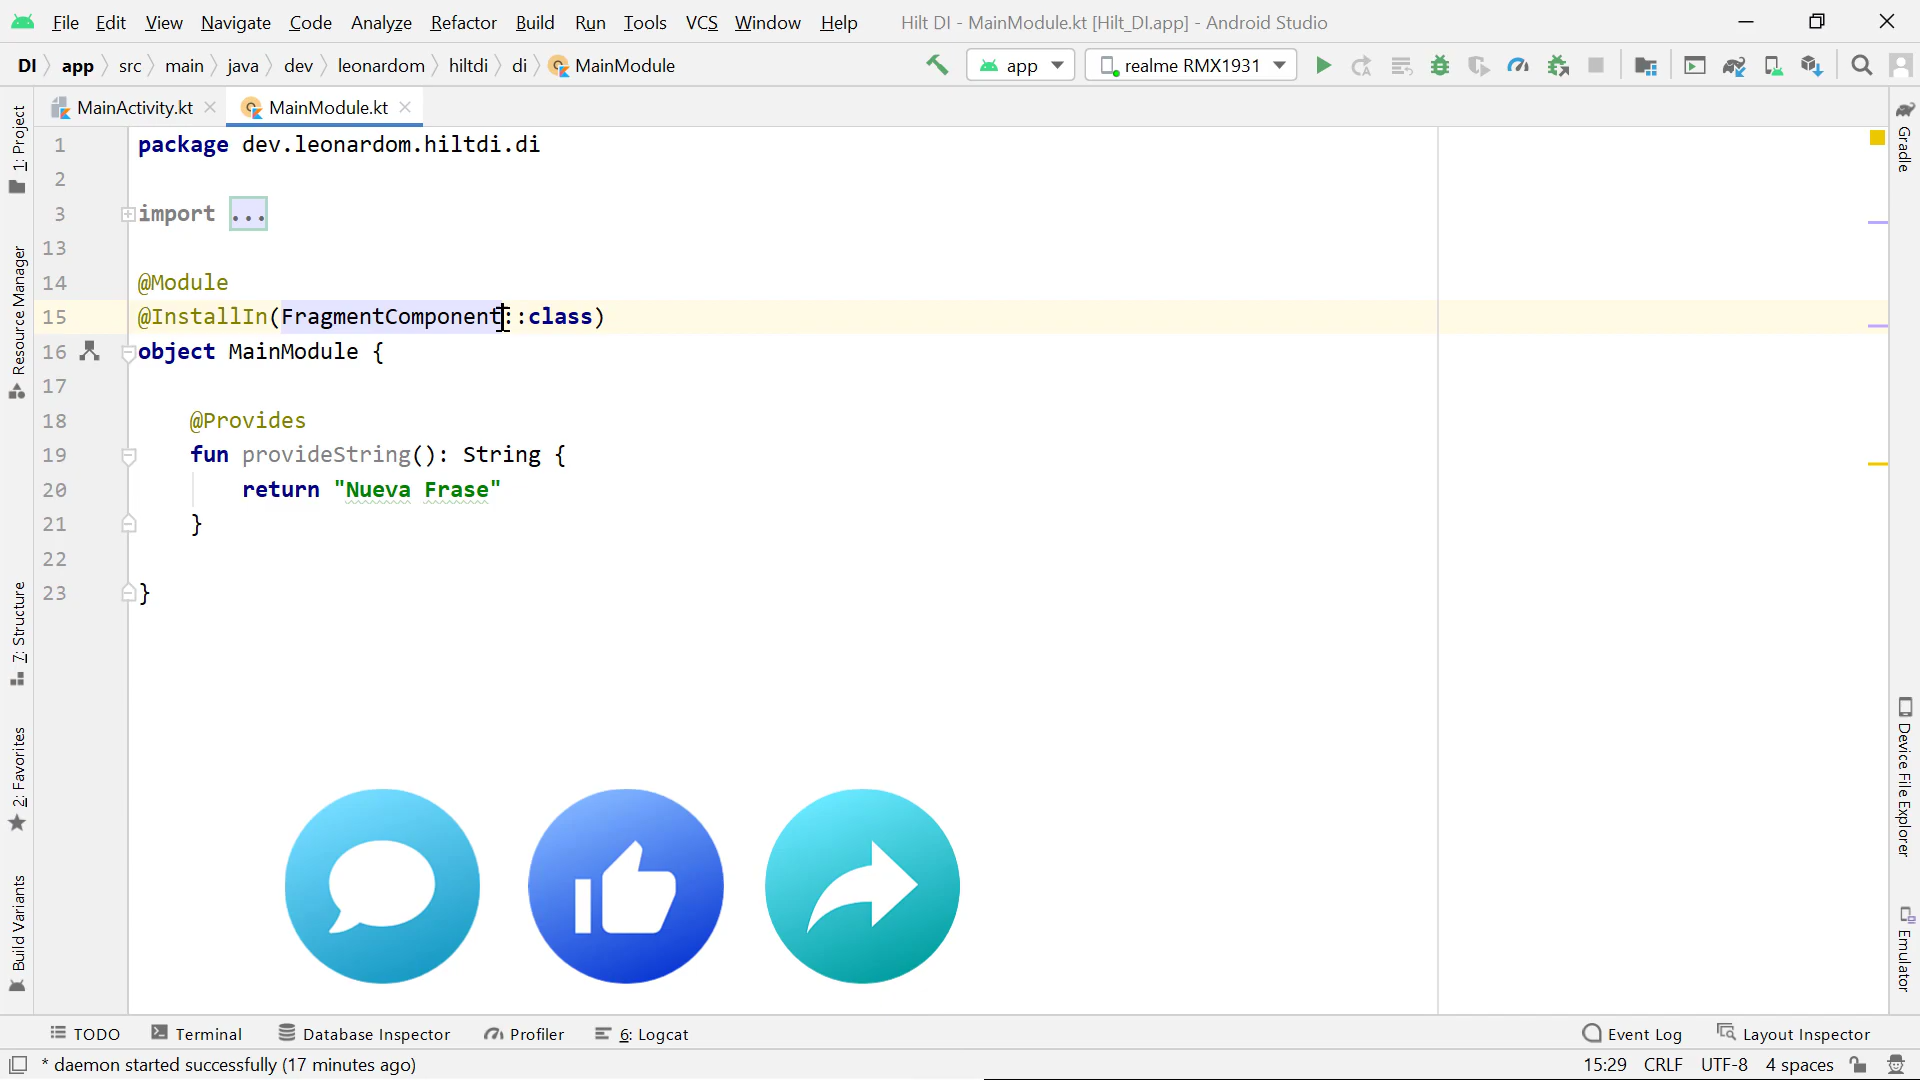 File Edit View Navigate Code Analyze Refactor Build Run Tools VCS Window Help Hilt DI - MainModule.kt [Hilt_DI.app] - Android Studio
DI app src main java dev leonardom hiltdi di MainModule app realme RMX1931
MainActivity.kt MainModule.kt
1 package dev.leonardom.hiltdi.di
2
3 import ...
13
14 @Module
15 @InstallIn(FragmentComponent::class)
16 object MainModule {
17
18 @Provides
19 fun provideString(): String {
20 return "Nueva Frase"
21 }
22
23 }
1: Project
Resource Manager
7: Structure
2: Favorites
Build Variants
Gradle
Device File Explorer
Emulator
TODO Terminal Database Inspector Profiler 6: Logcat Event Log Layout Inspector
* daemon started successfully (17 minutes ago) 15:29 CRLF UTF-8 4 spaces